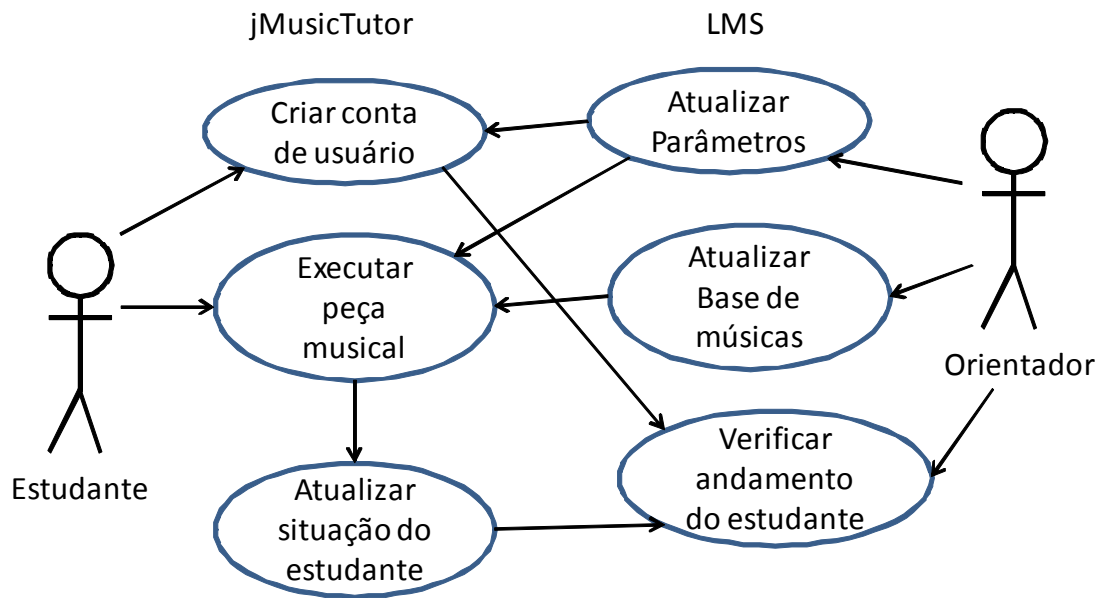 jMusicTutor
LMS
Criar conta
de usuário
Atualizar
Parâmetros
Executar
peça
musical
Atualizar
Base de
músicas
Orientador
Estudante
Atualizar
situação do
estudante
Verificar
andamento
do estudante